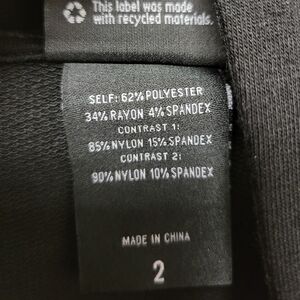 This label was made
with recycled materials.
SELF: 62% POLYESTER
34% RAYON 4% SPANDEX
CONTRAST 1:
85% NYLON 15% SPANDEX
CONTRAST 2:
90% NYLON 10% SPANDEX
MADE IN CHINA
2